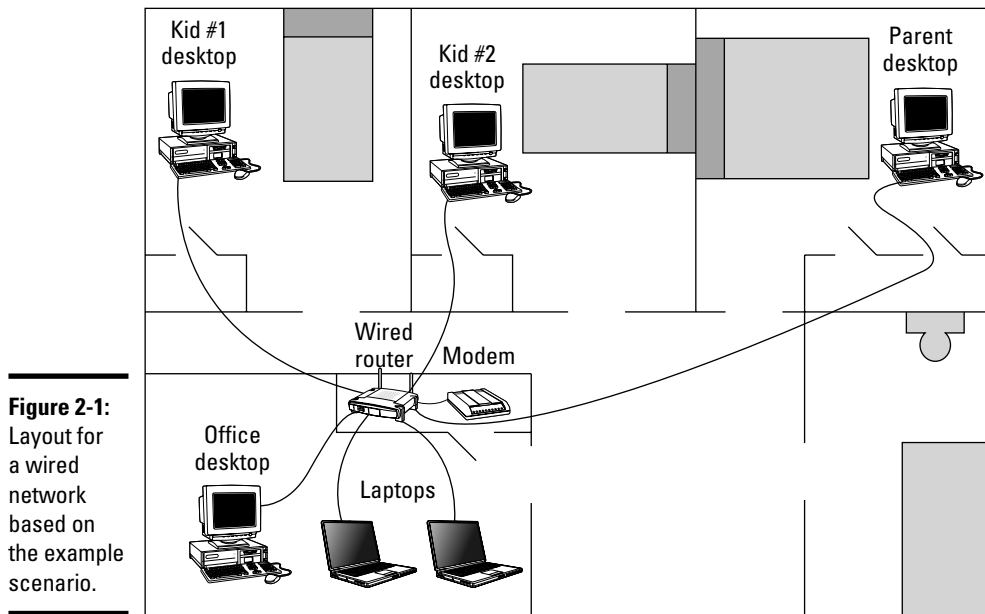 Kid #1
desktop
Kid #2
desktop
Parent
desktop
Wired
router
Modem
Office
desktop
Laptops
Figure 2-1:
Layout for
a wired
network
based on
the example
scenario.